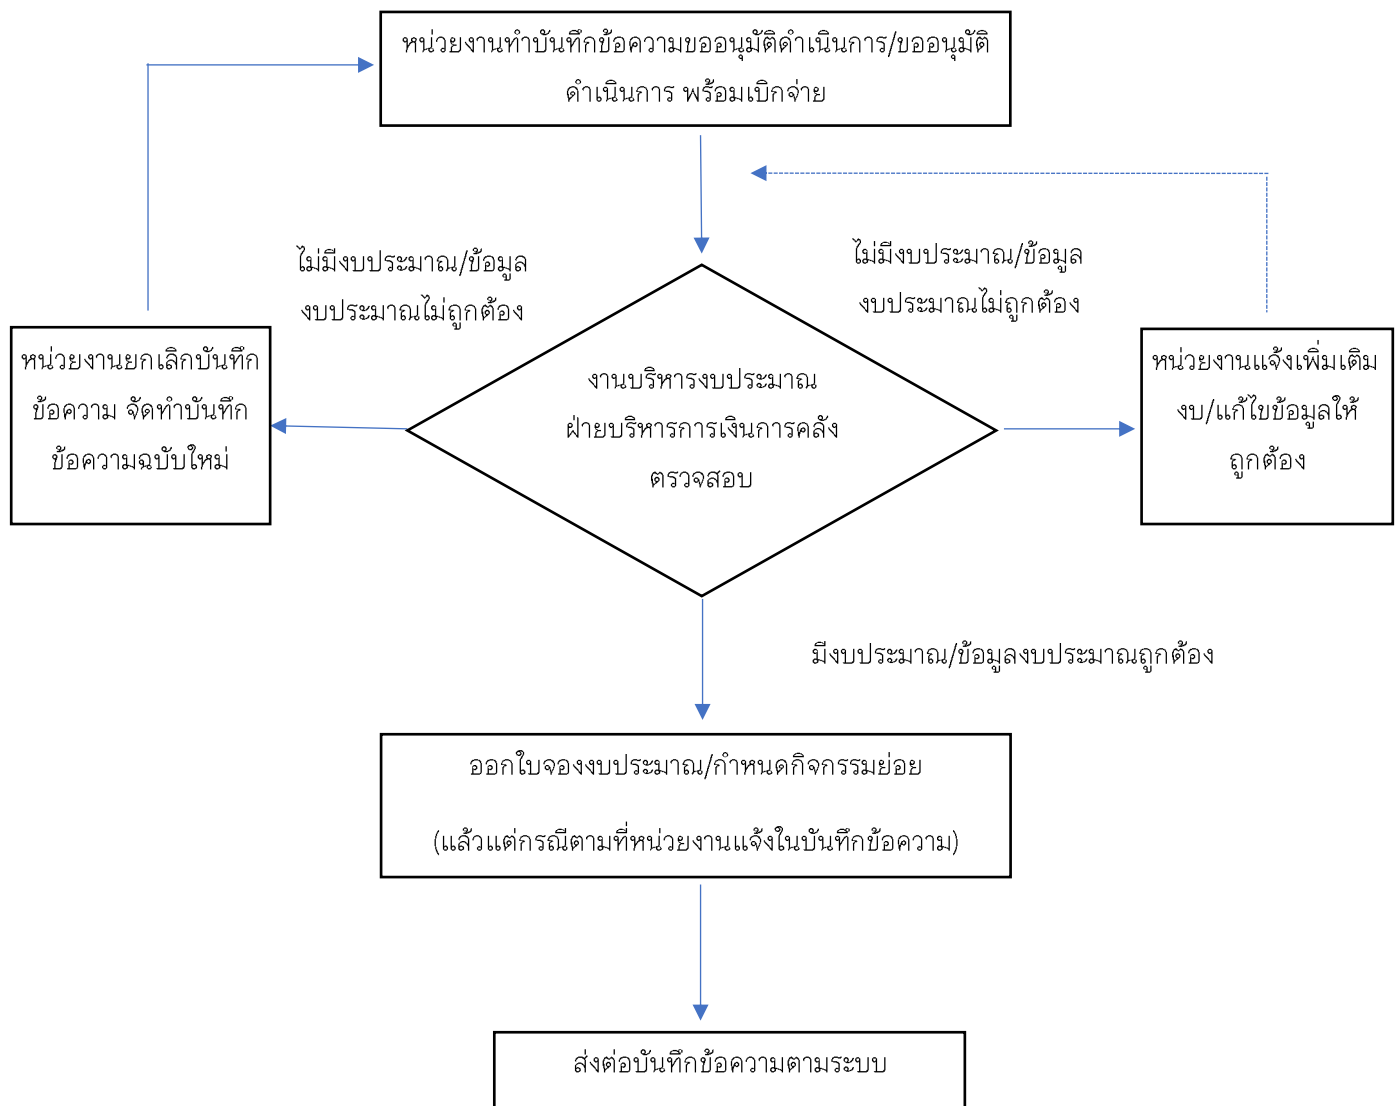 หน่วยงานทำบันทึกข้อความขออนุมัติดำเนินการ/ขออนุมัติ
ดำเนินการ พร้อมเบิกจ่าย
ไม่มีงบประมาณ/ข้อมูล
งบประมาณไม่ถูกต้อง
ไม่มีงบประมาณ/ข้อมูล
งบประมาณไม่ถูกต้อง
หน่วยงานยกเลิกบันทึก
ข้อความ จัดทำบันทึก
ข้อความฉบับใหม่
งานบริหารงบประมาณ
ฝ่ายบริหารการเงินการคลัง
ตรวจสอบ
หน่วยงานแจ้งเพิ่มเติม
งบ/แก้ไขข้อมูลให้
ถูกต้อง
มีงบประมาณ/ข้อมูลงบประมาณถูกต้อง
ออกใบจองงบประมาณ/กำหนดกิจกรรมย่อย
(แล้วแต่กรณีตามที่หน่วยงานแจ้งในบันทึกข้อความ)
ส่งต่อบันทึกข้อความตามระบบ